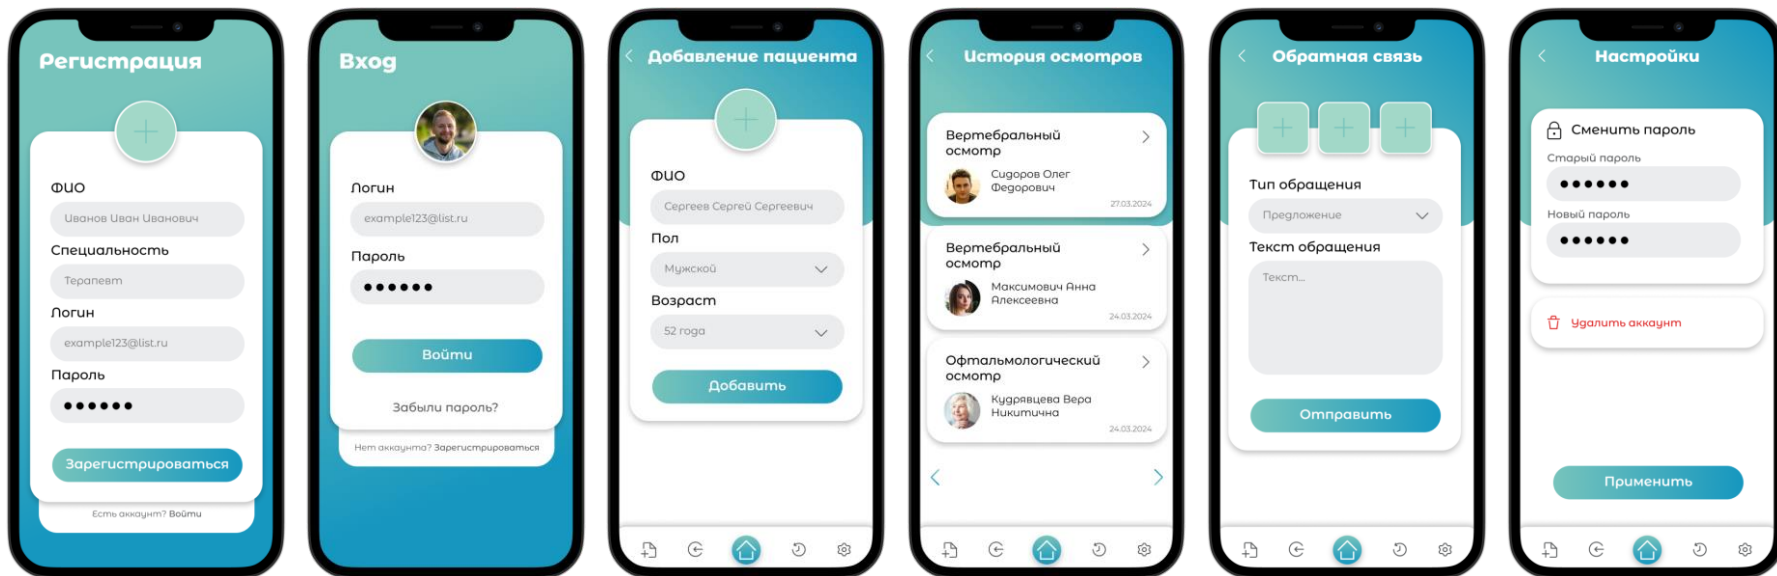 Регистрация
ФИО
Иванов Иван Иванович
Специальность
Терапевт
Логин
example123@list.ru
Пароль
Зарегистрироваться
Есть аккаунт? Войти
Вход
Логин
example123@list.ru
Пароль
Войти
Забыли пароль?
Нет аккаунта? Зарегистрироваться
Добавление пациента
ФИО
Сергеев Сергей Сергеевич
Пол
Мужской
Возраст
52 года
Добавить
История осмотров
Вертебральный
осмотр
Сидоров Олег
Федорович
27.03.2024
Вертебральный
осмотр
Максимович Анна
Алексеевна
24.03.2024
Офтальмологический
осмотр
Кудрявцева Вера
Никитична
24.03.2024
Обратная связь
Тип обращения
Предложение
Текст обращения
Текст...
Отправить
Настройки
Сменить пароль
Старый пароль
Новый пароль
Удалить аккаунт
Применить